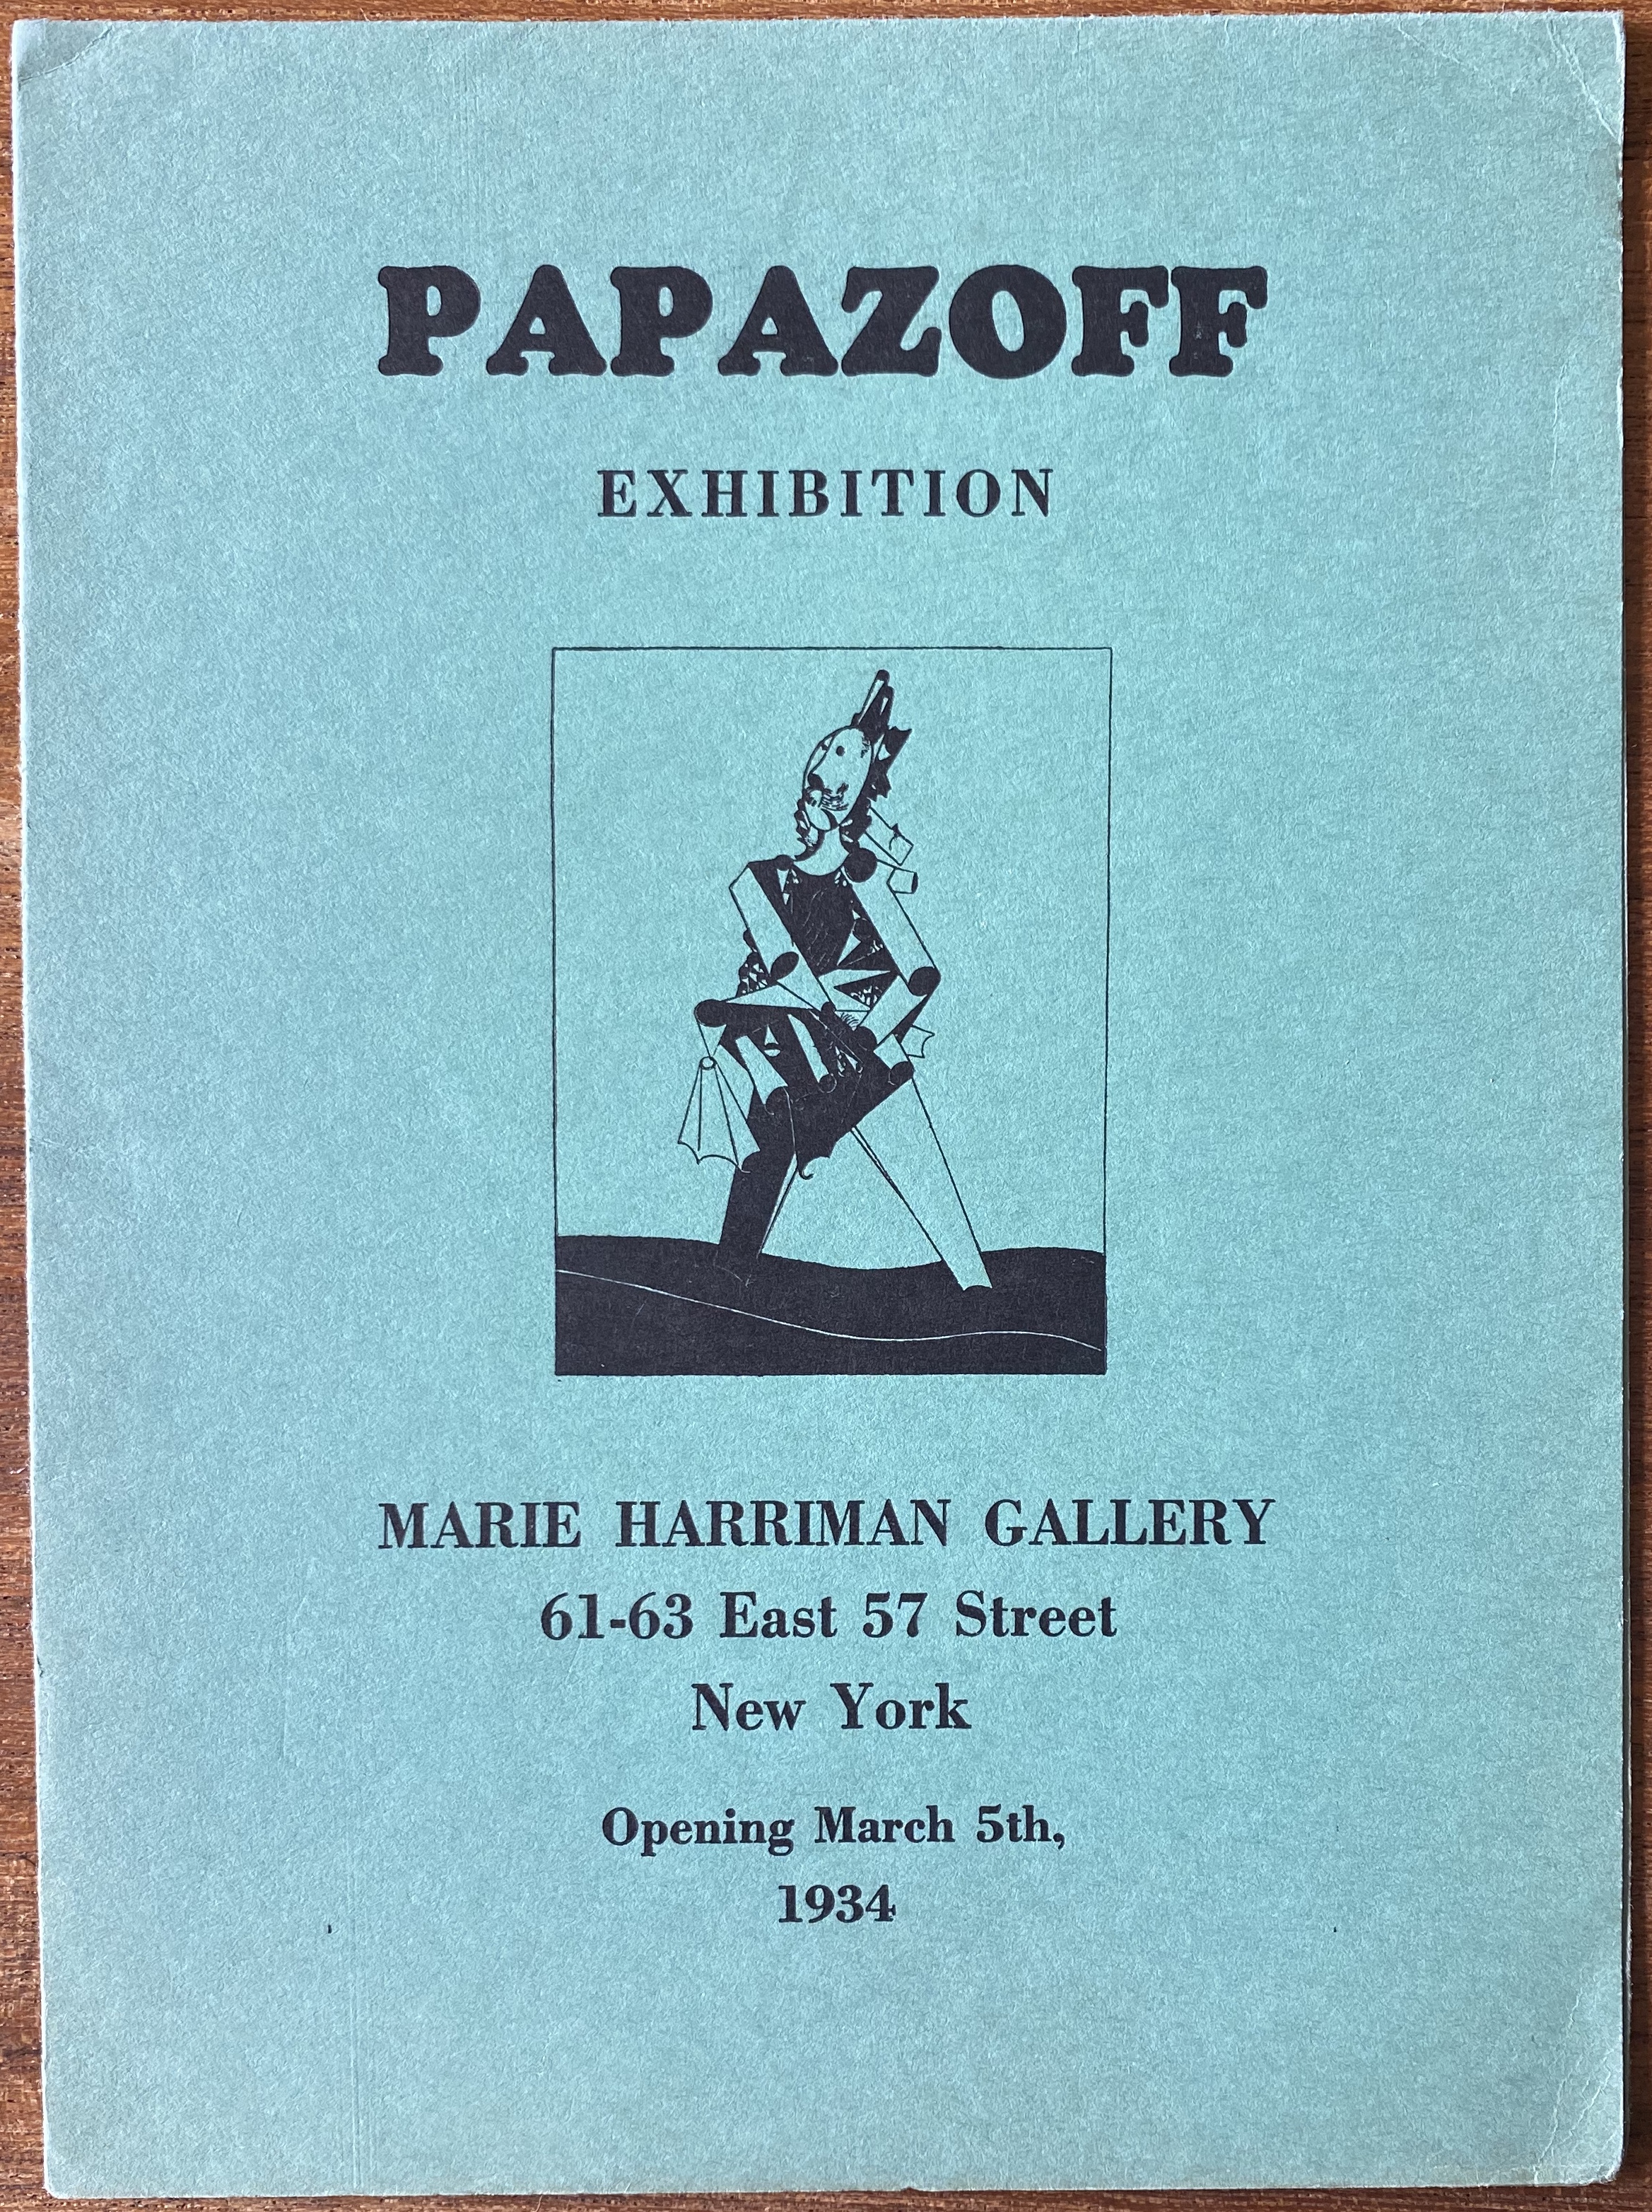 PAPAZOFF
EXHIBITION
MARIE HARRIMAN GALLERY
61-63 East 57 Street
New York
Opening March 5th,
1934